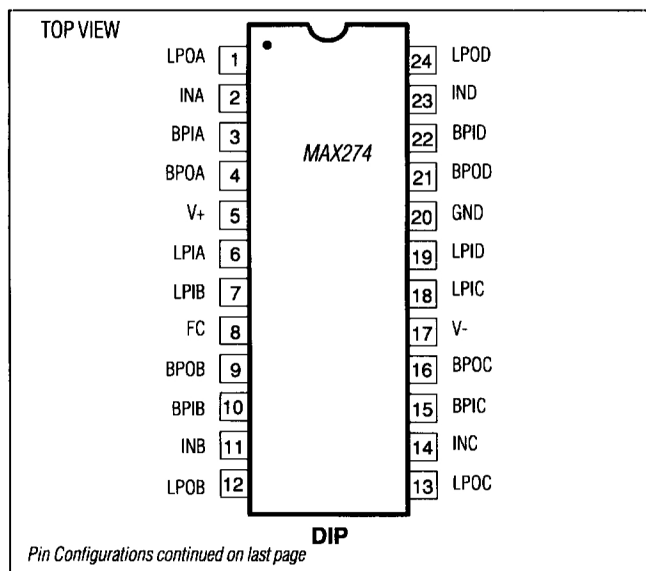 TOP VIEW
LPOA 1 24 LPOD
INA 2 23 IND
BPIA 3 22 BPID
MAX274
BPOA 4 21 BPOD
V+ 5 20 GND
LPIA 6 19 LPID
LPIB 7 18 LPIC
FC 8 17 V-
BPOB 9 16 BPOC
BPIB 10 15 BPIC
INB 11 14 INC
LPOB 12 13 LPOC
DIP
Pin Configurations continued on last page